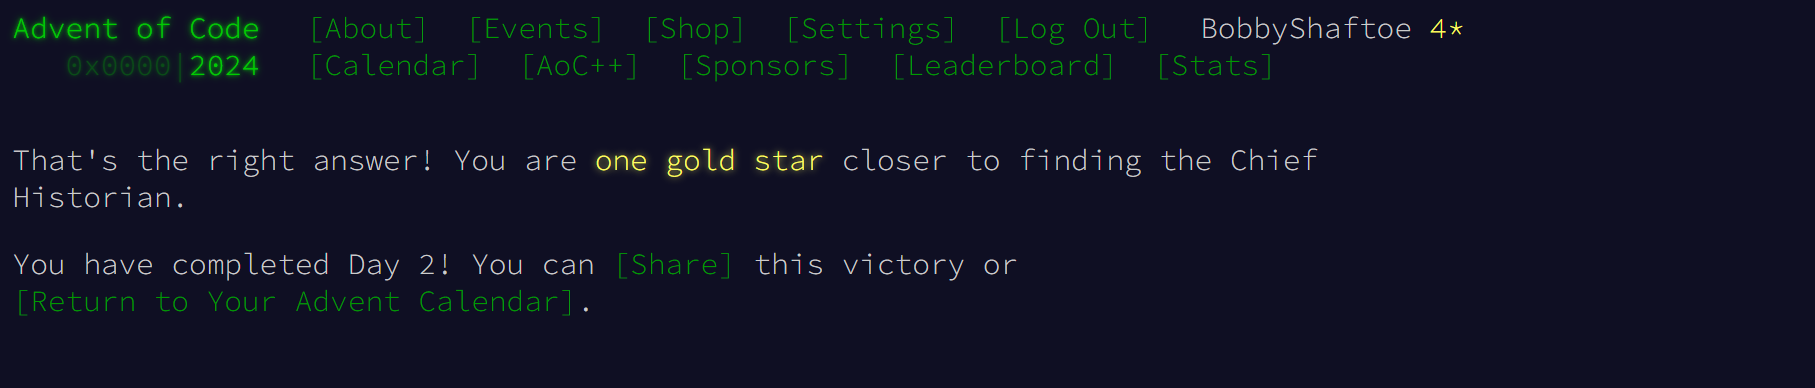 Advent of Code [About] [Events] [Shop] [Settings] [Log Out] BobbyShaftoe 4*
0x0000|2024 [Calendar] [AoC++] [Sponsors] [Leaderboard] [Stats]
That's the right answer! You are one gold star closer to finding the Chief
Historian.
You have completed Day 2! You can [Share] this victory or
[Return to Your Advent Calendar].